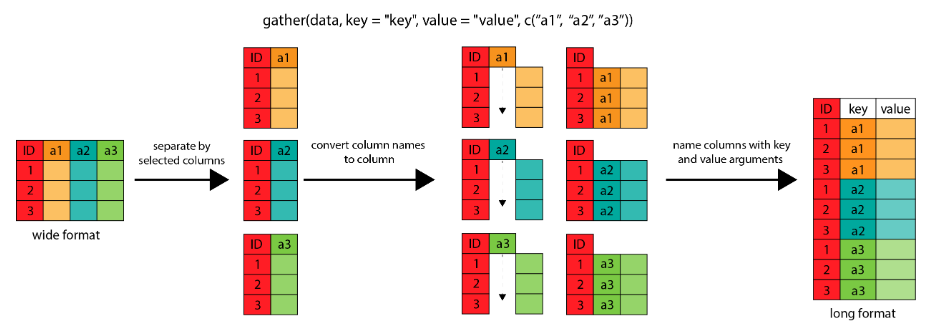 gather(data, key = "key", value = "value", c("a1", "a2", "a3"))
ID a1 a2 a3
1
2
3
wide format
separate by
selected columns
ID a1
1
2
3
ID a2
1
2
3
ID a3
1
2
3
convert column names
to column
ID a1
1
2
3
ID
1 a1
2 a1
3 a1
ID a2
1
2
3
ID
1 a2
2 a2
3 a2
ID a3
1
2
3
ID
1 a3
2 a3
3 a3
name columns with key
and value arguments
ID key value
1 a1
2 a1
3 a1
1 a2
2 a2
3 a2
1 a3
2 a3
3 a3
long format